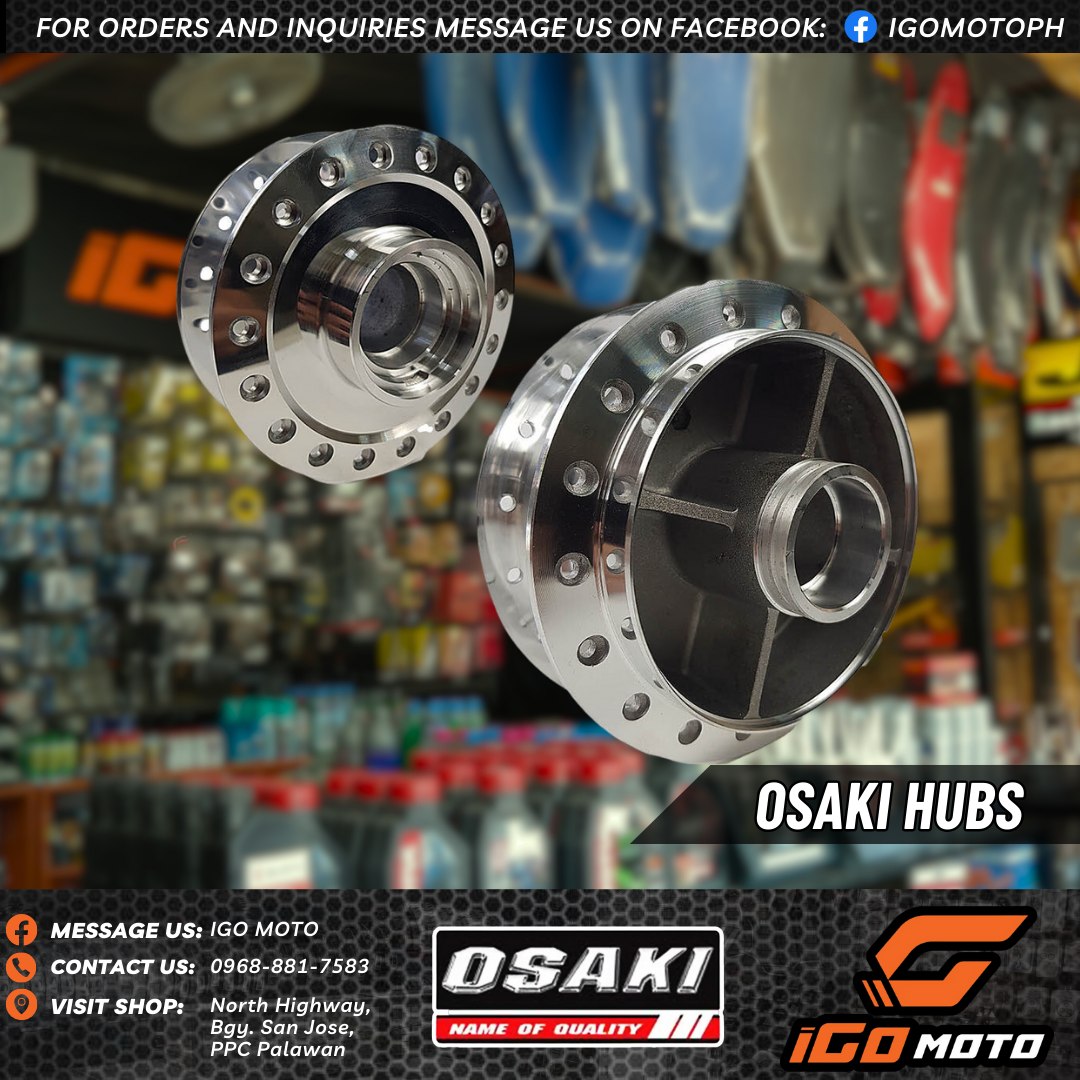 FOR ORDERS AND INQUIRIES MESSAGE US ON FACEBOOK: IGOMOTOPH
iGO
OSAKI HUBS
MESSAGE US: IGO MOTO
CONTACT US: 0968-881-7583
VISIT SHOP: North Highway,
Bgy. San Jose,
PPC Palawan
OSAKI
NAME OF QUALITY
iGO MOTO